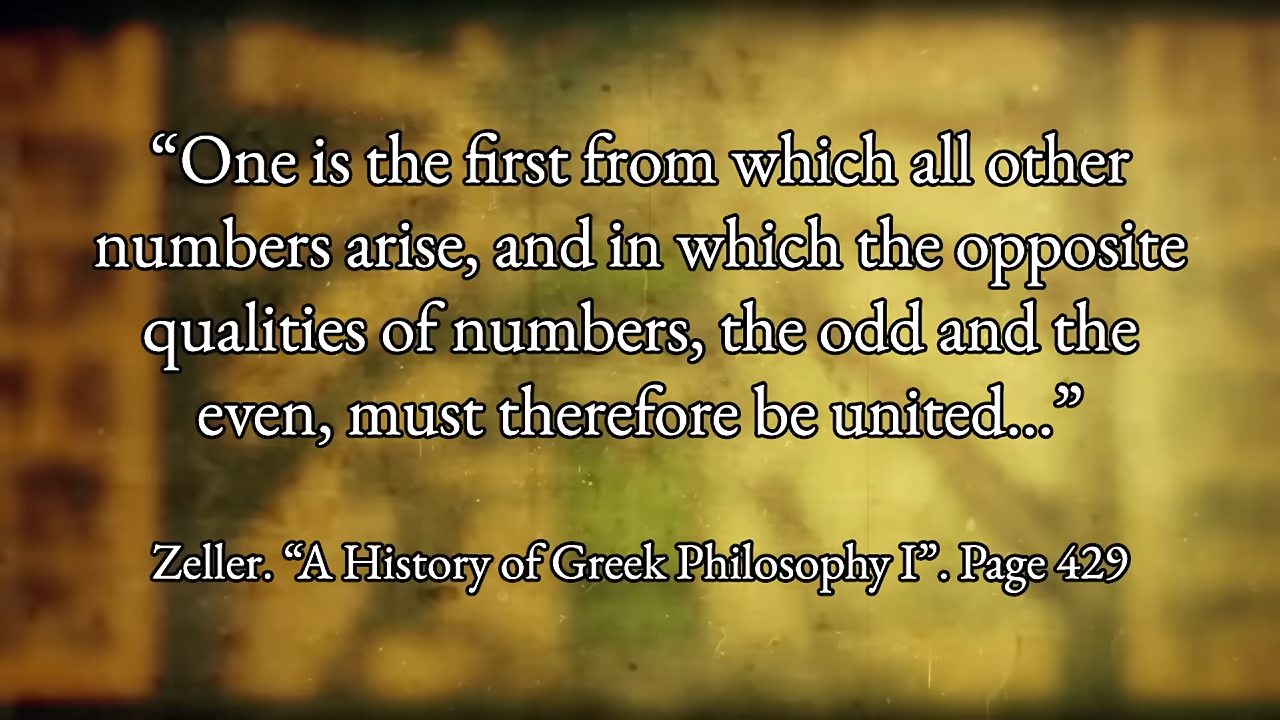 “One is the first from which all other
numbers arise, and in which the opposite
qualities of numbers, the odd and the
even, must therefore be united...”
Zeller. “A History of Greek Philosophy I”. Page 429